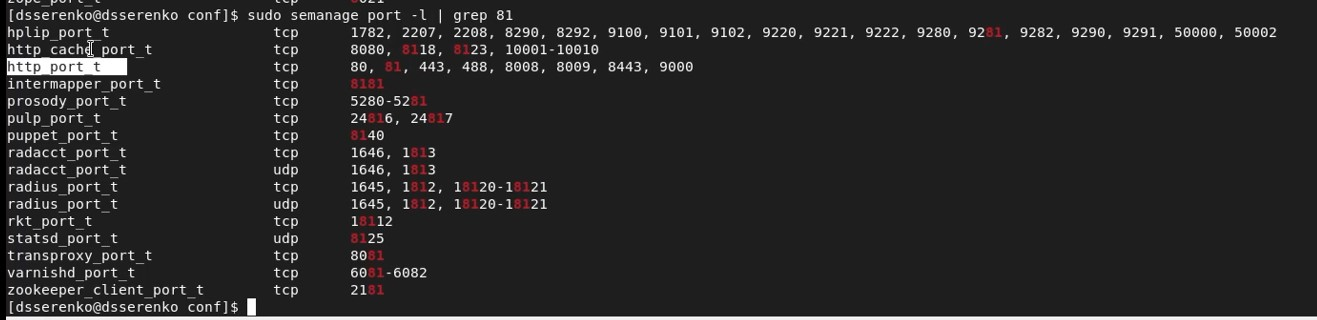 [dsserenko@dsserenko conf]$ sudo semanage port -l | grep 81
hplip_port_t tcp 1782, 2207, 2208, 8290, 8292, 9100, 9101, 9102, 9220, 9221, 9222, 9280, 9281, 9282, 9290, 9291, 50000, 50002
http_cache_port_t tcp 8080, 8118, 8123, 10001-10010
http_port_t tcp 80, 81, 443, 488, 8008, 8009, 8443, 9000
intermapper_port_t tcp 8181
prosody_port_t tcp 5280-5281
pulp_port_t tcp 24816, 24817
puppet_port_t tcp 8140
radacct_port_t tcp 1646, 1813
radacct_port_t udp 1646, 1813
radius_port_t tcp 1645, 1812, 18120-18121
radius_port_t udp 1645, 1812, 18120-18121
rkt_port_t tcp 18112
statsd_port_t udp 8125
transproxy_port_t tcp 8081
varnishd_port_t tcp 6081-6082
zookeeper_client_port_t tcp 2181
[dsserenko@dsserenko conf]$